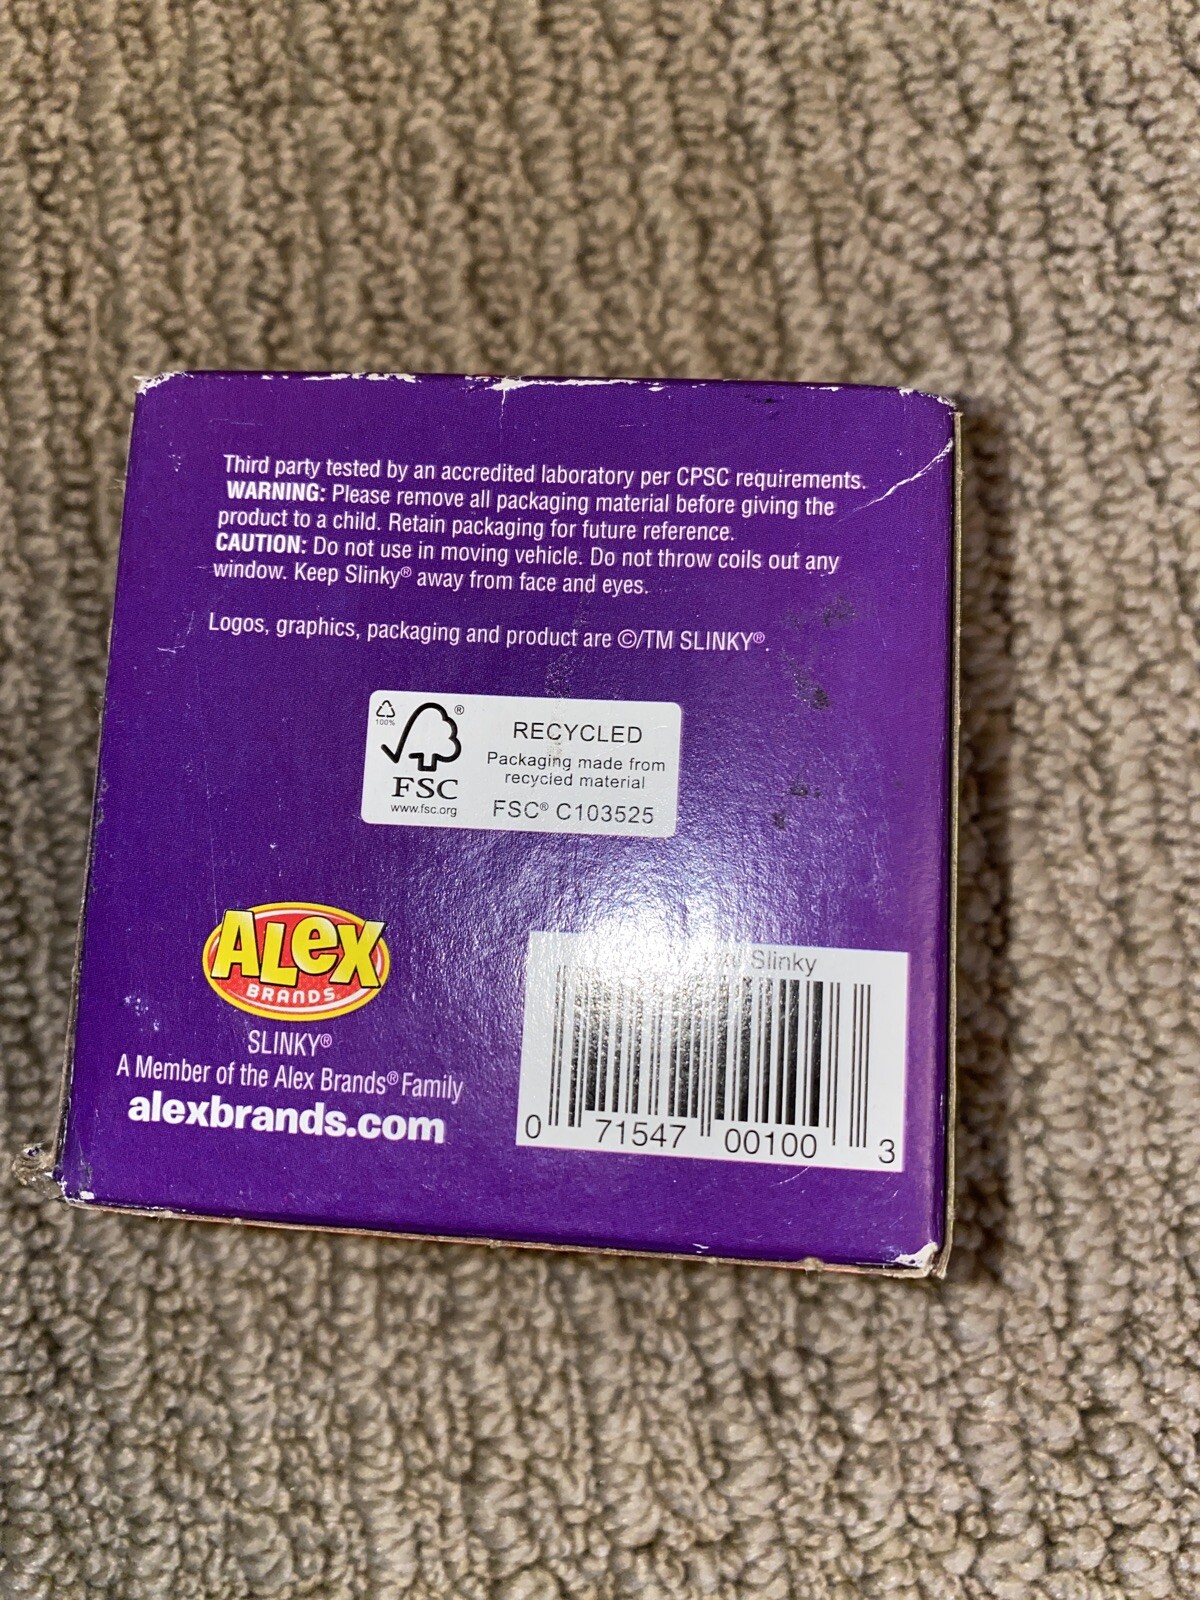 Third party tested by an accredited laboratory per CPSC requirements.
WARNING: Please remove all packaging material before giving the
product to a child. Retain packaging for future reference.
CAUTION: Do not use in moving vehicle. Do not throw coils out any
window. Keep Slinky® away from face and eyes.
Logos, graphics, packaging and product are ©/TM SLINKY®.
100%
®
FSC
www.fsc.org
RECYCLED
Packaging made from
recycled material
FSC® C103525
ALeX
BRANDS
SLINKY®
A Member of the Alex Brands® Family
alexbrands.com
Slinky
0 71547 00100 3